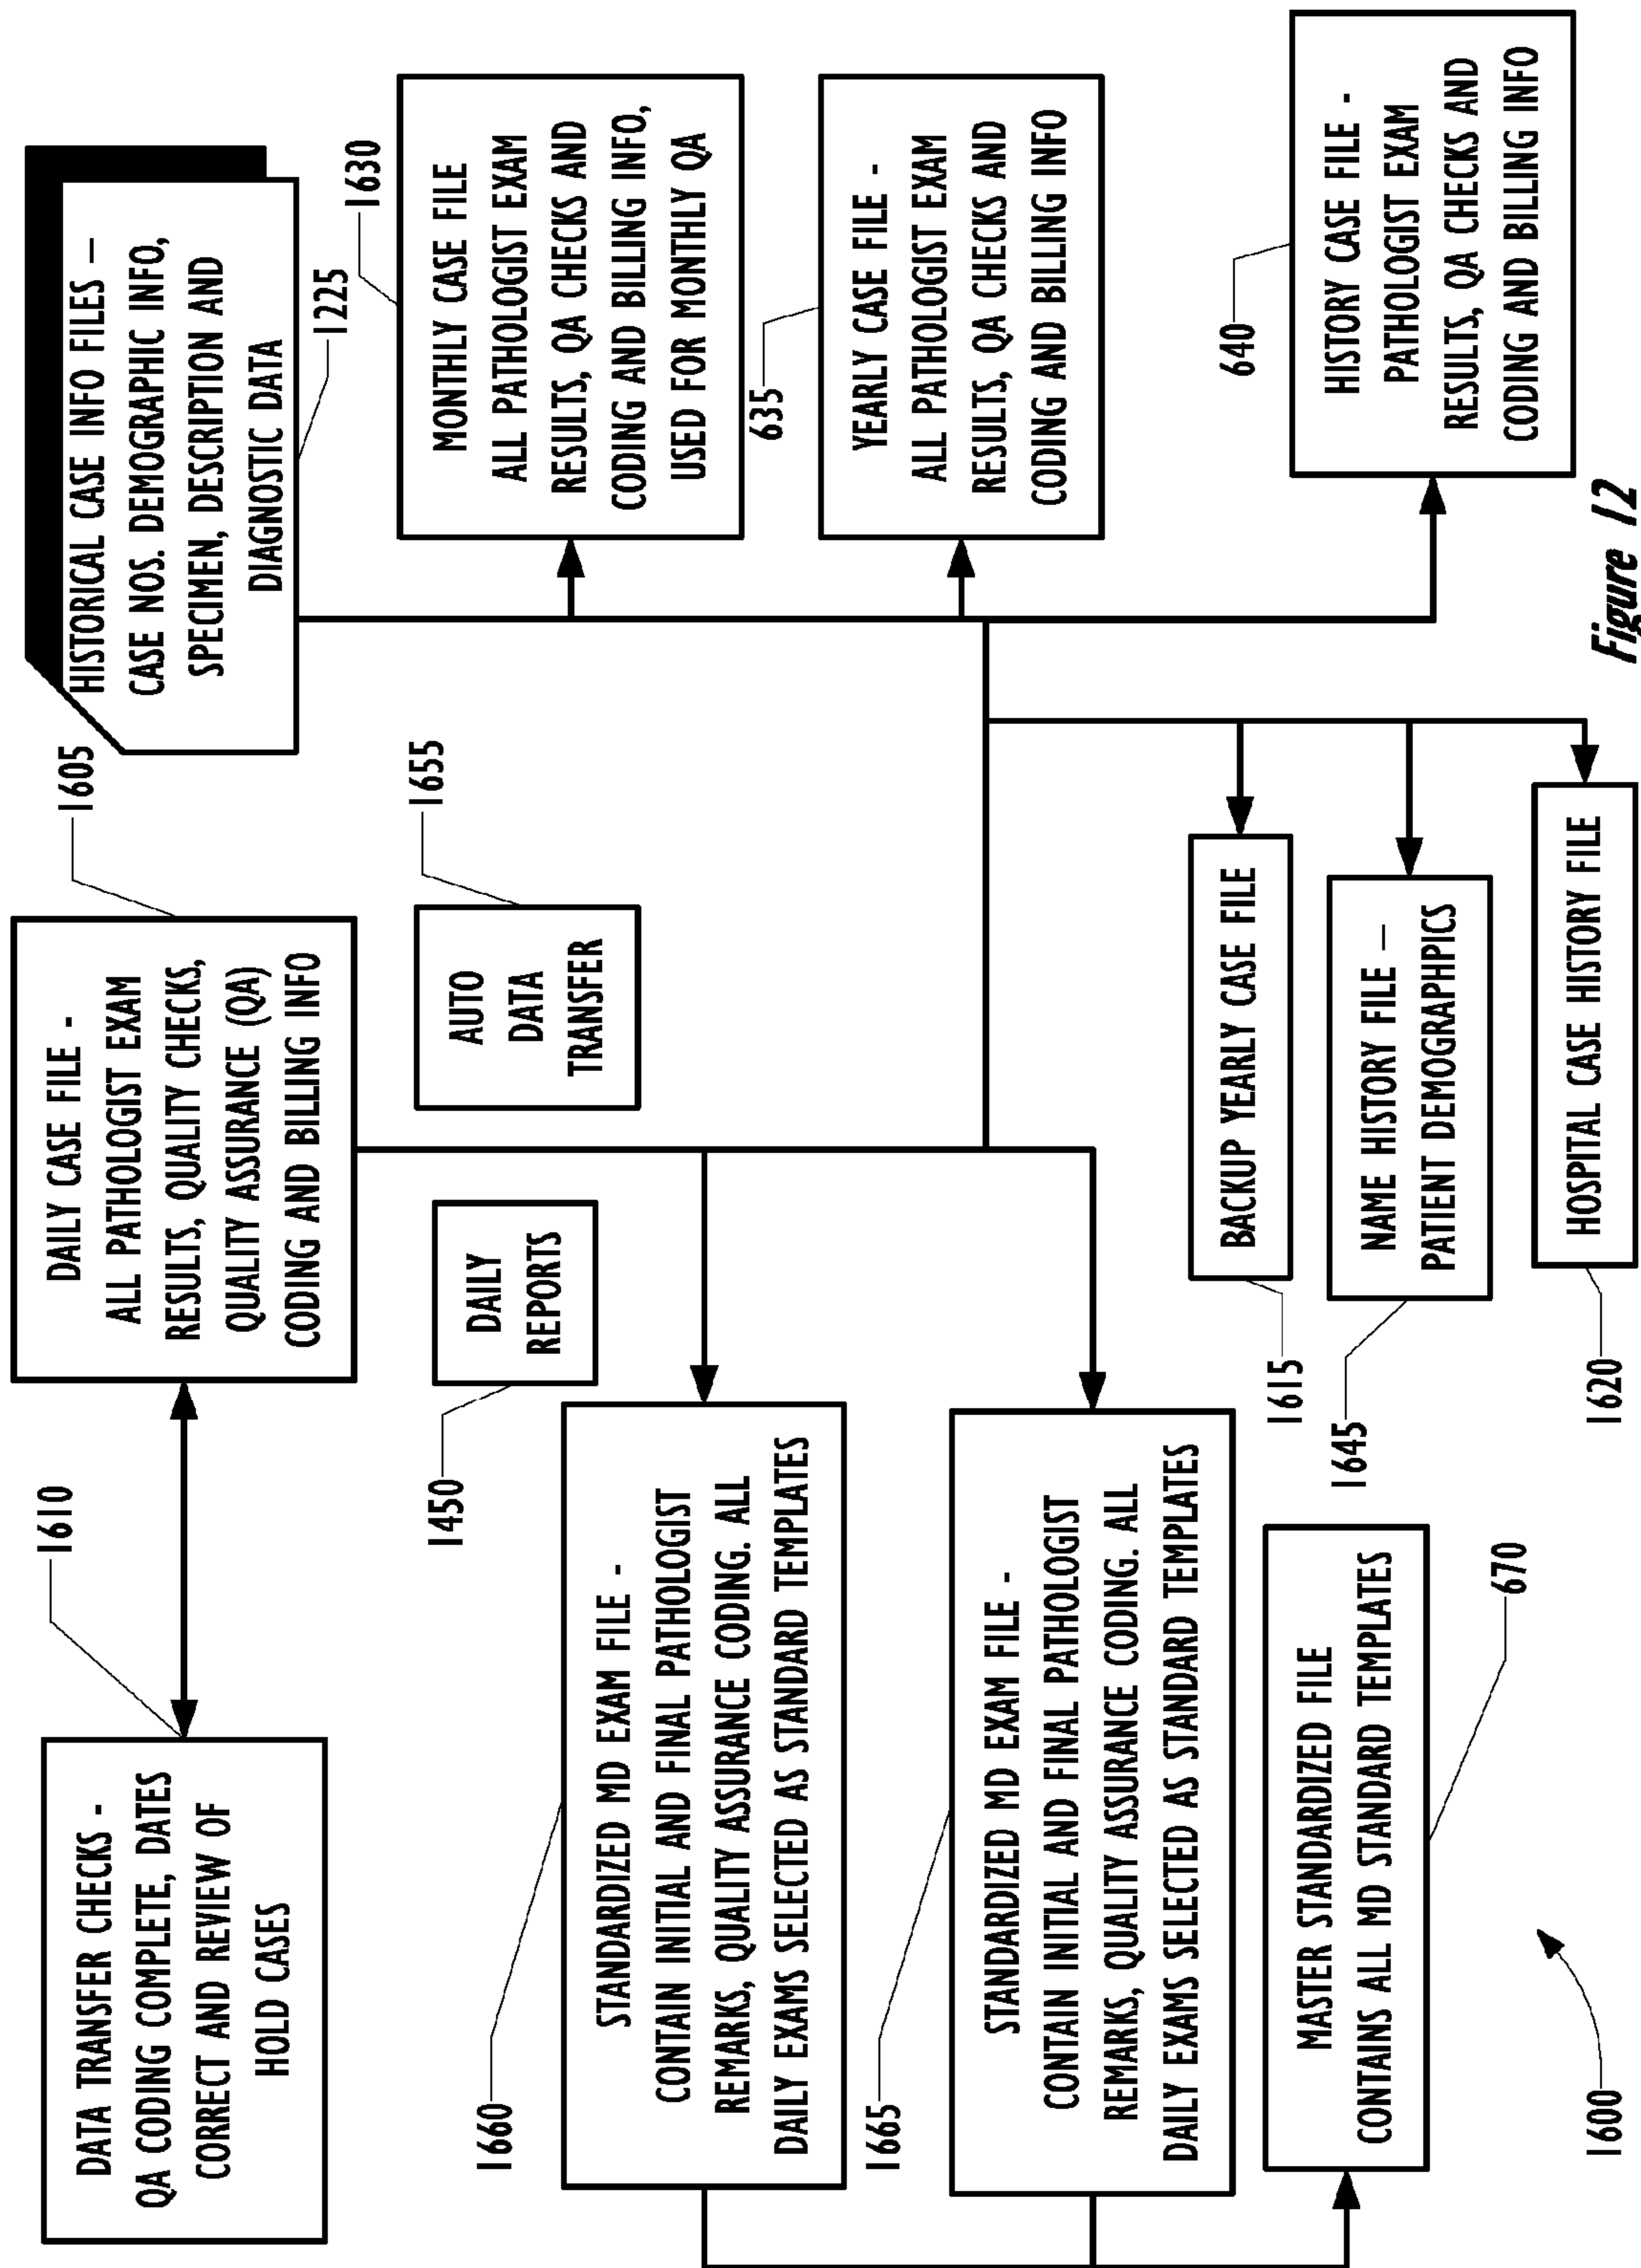 1610
DATA TRANSFER CHECKS -
QA CODING COMPLETE, DATES
CORRECT AND REVIEW OF
HOLD CASES
1605
DAILY CASE FILE -
ALL PATHOLOGIST EXAM
RESULTS, QUALITY CHECKS,
QUALITY ASSURANCE (QA)
CODING AND BILLING INFO
HISTORICAL CASE INFO FILES –
CASE NOS. DEMOGRAPHIC INFO,
SPECIMEN, DESCRIPTION AND
DIAGNOSTIC DATA
1225
1450
DAILY
REPORTS
1655
AUTO
DATA
TRANSFER
1630
MONTHLY CASE FILE
ALL PATHOLOGIST EXAM
RESULTS, QA CHECKS AND
CODING AND BILLING INFO,
USED FOR MONTHLY QA
1660
STANDARDIZED MD EXAM FILE -
CONTAIN INITIAL AND FINAL PATHOLOGIST
REMARKS, QUALITY ASSURANCE CODING. ALL
DAILY EXAMS SELECTED AS STANDARD TEMPLATES
635
YEARLY CASE FILE -
ALL PATHOLOGIST EXAM
RESULTS, QA CHECKS AND
CODING AND BILLING INFO
1665
STANDARDIZED MD EXAM FILE -
CONTAIN INITIAL AND FINAL PATHOLOGIST
REMARKS, QUALITY ASSURANCE CODING. ALL
DAILY EXAMS SELECTED AS STANDARD TEMPLATES
1615
BACKUP YEARLY CASE FILE
640
HISTORY CASE FILE -
PATHOLOGIST EXAM
RESULTS, QA CHECKS AND
CODING AND BILLING INFO
MASTER STANDARDIZED FILE
CONTAINS ALL MD STANDARD TEMPLATES
670
1645
NAME HISTORY FILE –
PATIENT DEMOGRAPHPICS
1620
HOSPITAL CASE HISTORY FILE
1600
Figure 12